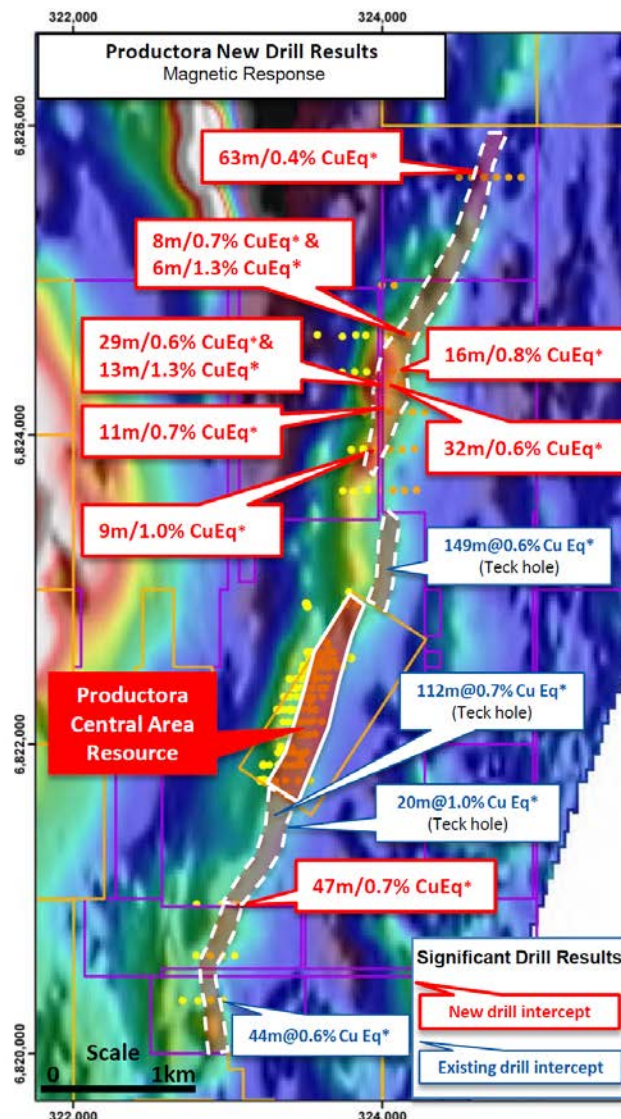 322,000
324,000
Productora New Drill Results
Magnetic Response
6,826,000
63m/0.4% CuEq*
8m/0.7% CuEq* &
6m/1.3% CuEq*
29m/0.6% CuEq*&
13m/1.3% CuEq*
16m/0.8% CuEq*
11m/0.7% CuEq*
6,824,000
32m/0.6% CuEq*
9m/1.0% CuEq*
149m@0.6% Cu Eq*
(Teck hole)
Productora
Central Area
Resource
112m@0.7% Cu Eq*
(Teck hole)
6,822,000
20m@1.0% Cu Eq*
(Teck hole)
47m/0.7% CuEq*
Significant Drill Results
New drill intercept
Existing drill intercept
44m@0.6% Cu Eq*
6,820,000
Scale
0 1km
322,000
324,000